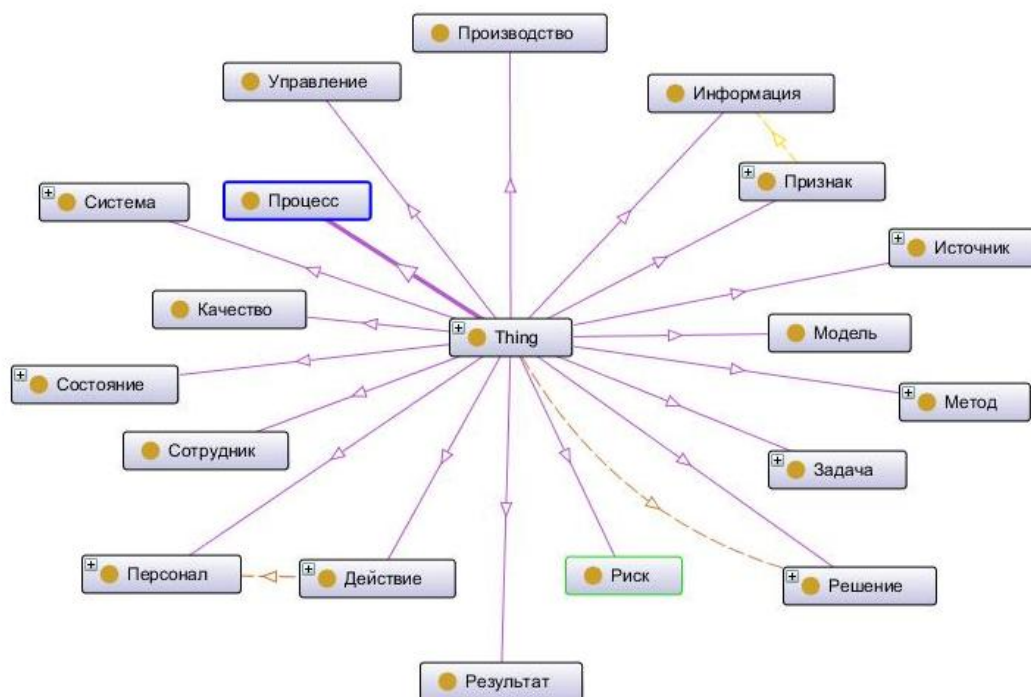 Производство
Управление
Информация
Признак
Система
Процесс
Источник
Качество
Thing
Модель
Состояние
Метод
Сотрудник
Задача
Персонал
Действие
Риск
Решение
Результат